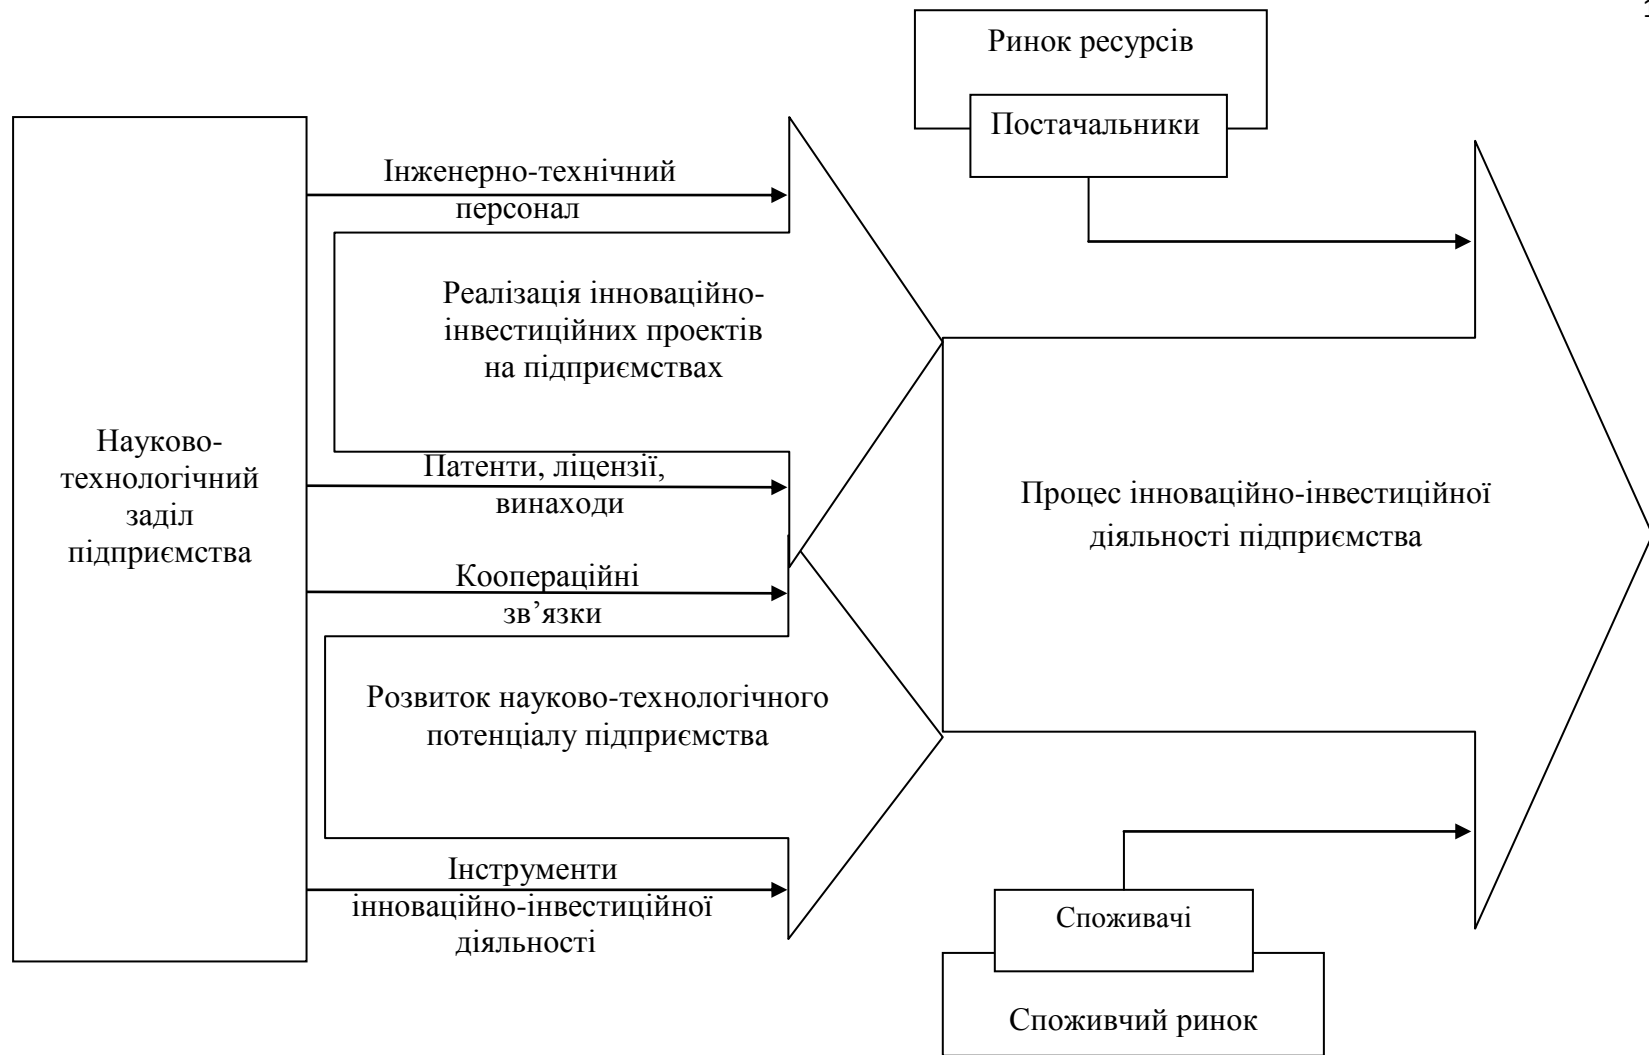 1
Ринок ресурсів
Постачальники
Інженерно-технічний
персонал
Реалізація інноваційно-
інвестиційних проектів
на підприємствах
Науково-
технологічний
заділ
підприємства
Патенти, ліцензії,
винаходи
Процес інноваційно-інвестиційної
діяльності підприємства
Коопераційні
зв’язки
Розвиток науково-технологічного
потенціалу підприємства
Інструменти
інноваційно-інвестиційної
діяльності
Споживачі
Споживчий ринок